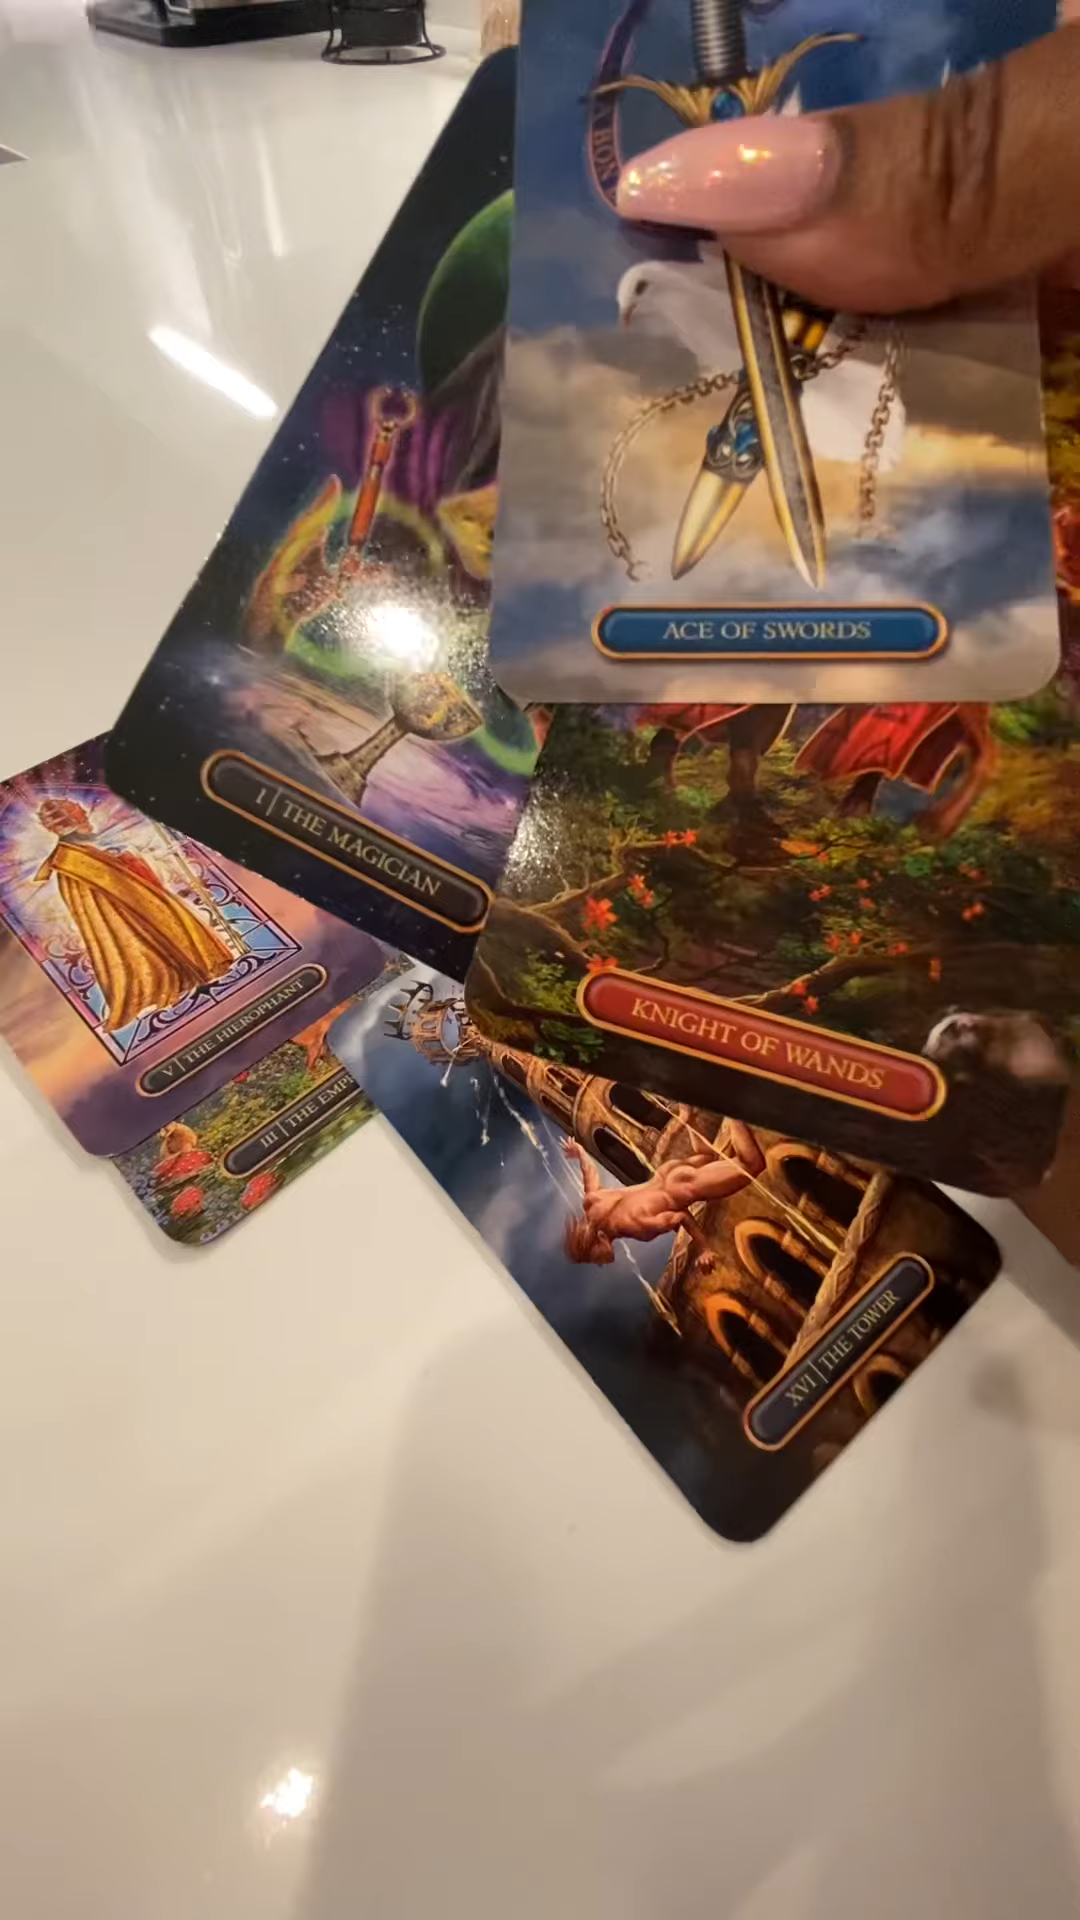 ACE OF SWORDS
I | THE MAGICIAN
KNIGHT OF WANDS
V | THE HIEROPHANT
III | THE EMP
XVI | THE TOWER